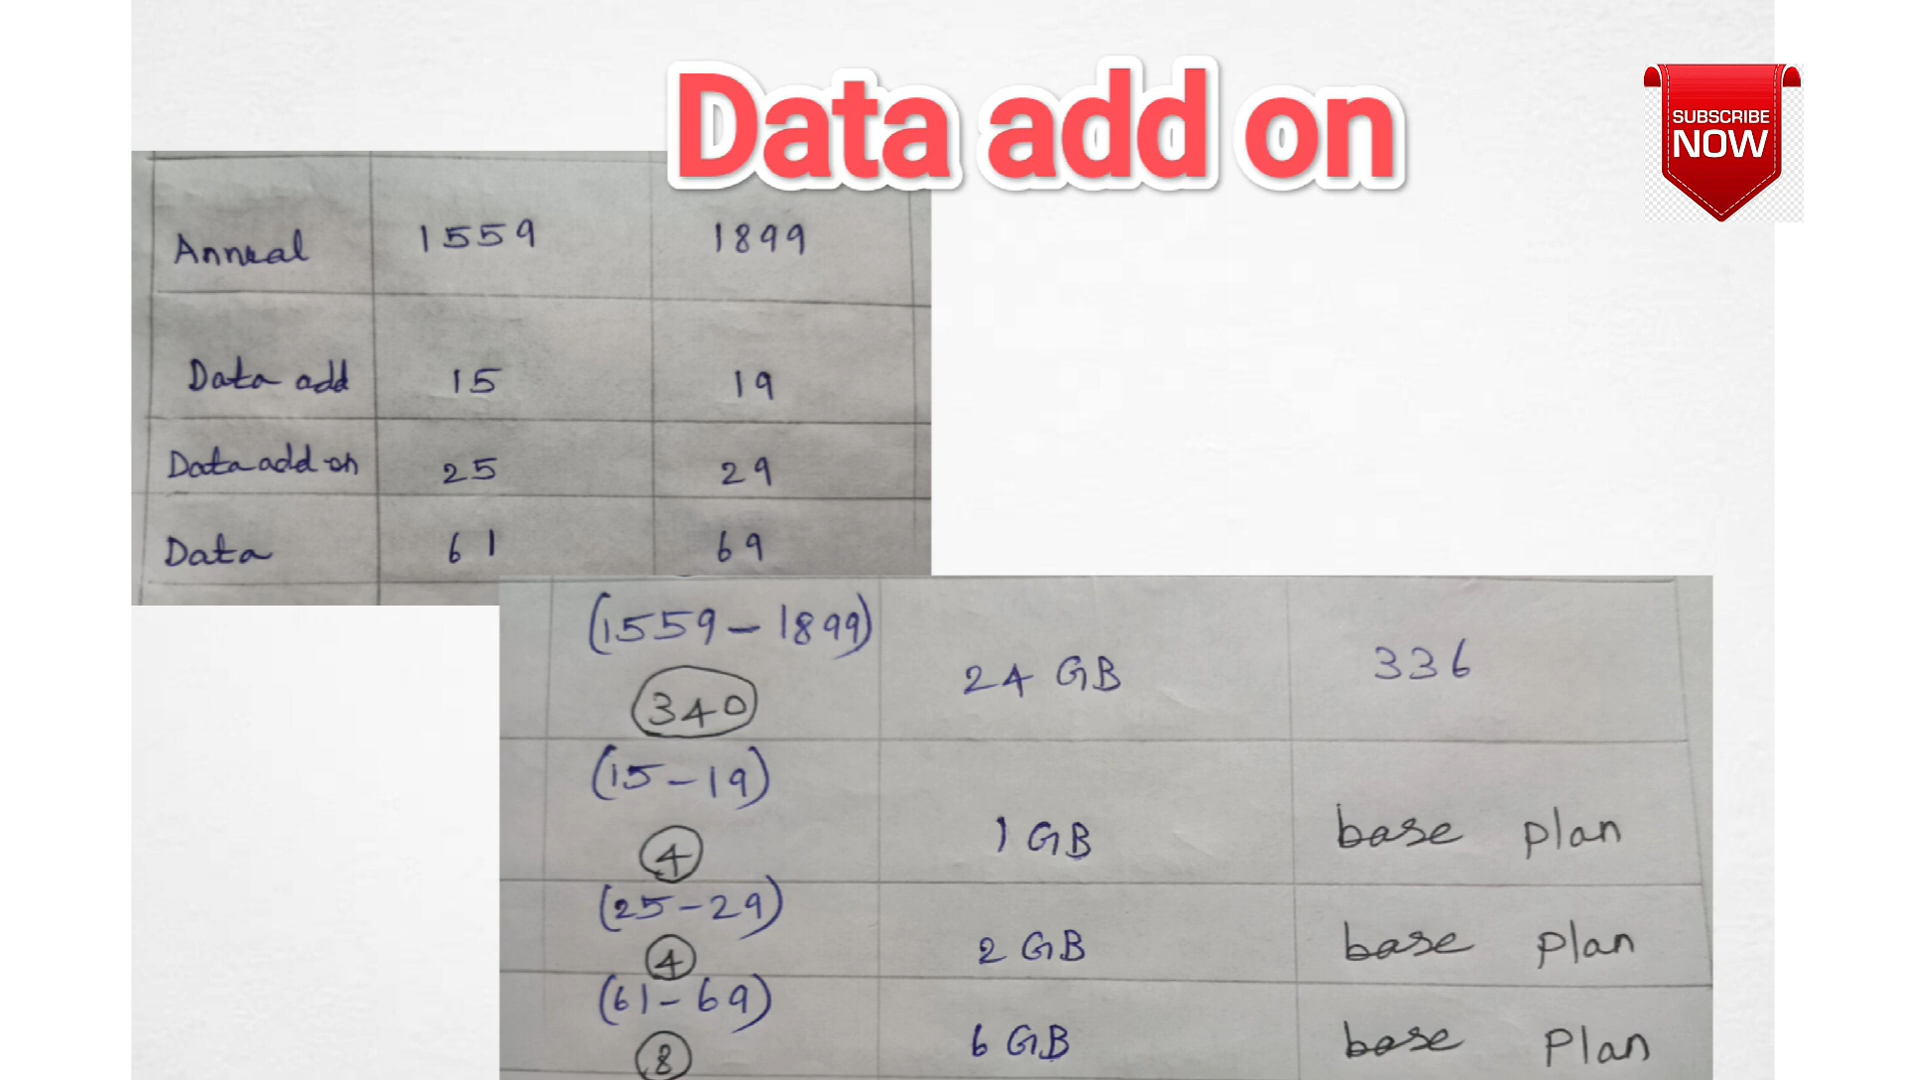 Data add on
SUBSCRIBE
NOW
Annual 1559 1899
Data add 15 19
Data add-on 25 29
Data 61 69
(1559-1899)
340 24 GB 336
(15-19)
4 1 GB base plan
(25-29)
4 2 GB base plan
(61-69)
8 6 GB base Plan